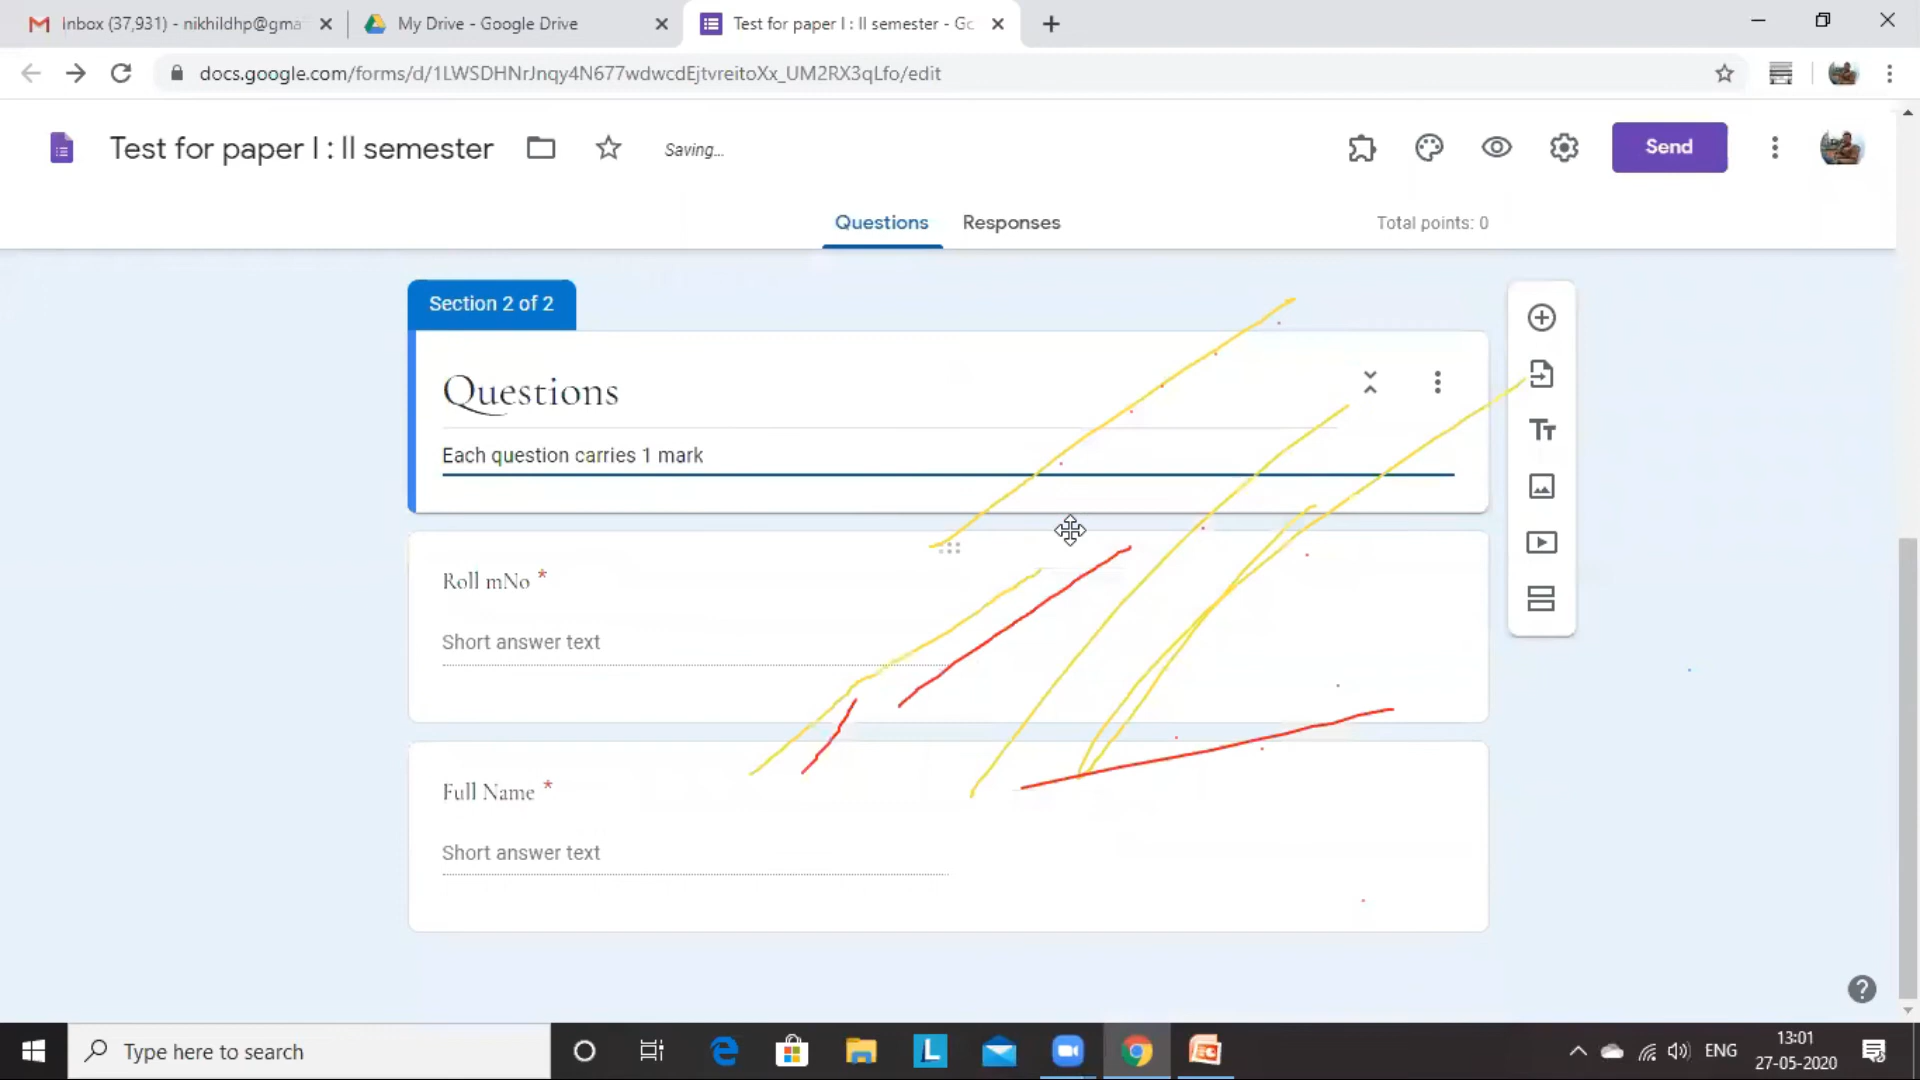 Inbox (37,931) - nikhildhp@gma
My Drive - Google Drive
Test for paper I : II semester - Go
docs.google.com/forms/d/1LWSDHNrJnqy4N677wdwcdEjtvreitoXx_UM2RX3qLfo/edit
Test for paper I : II semester
Saving...
Send
Questions
Responses
Total points: 0
Section 2 of 2
Questions
Each question carries 1 mark
Roll mNo *
Short answer text
Full Name *
Short answer text
Type here to search
ENG
13:01
27-05-2020